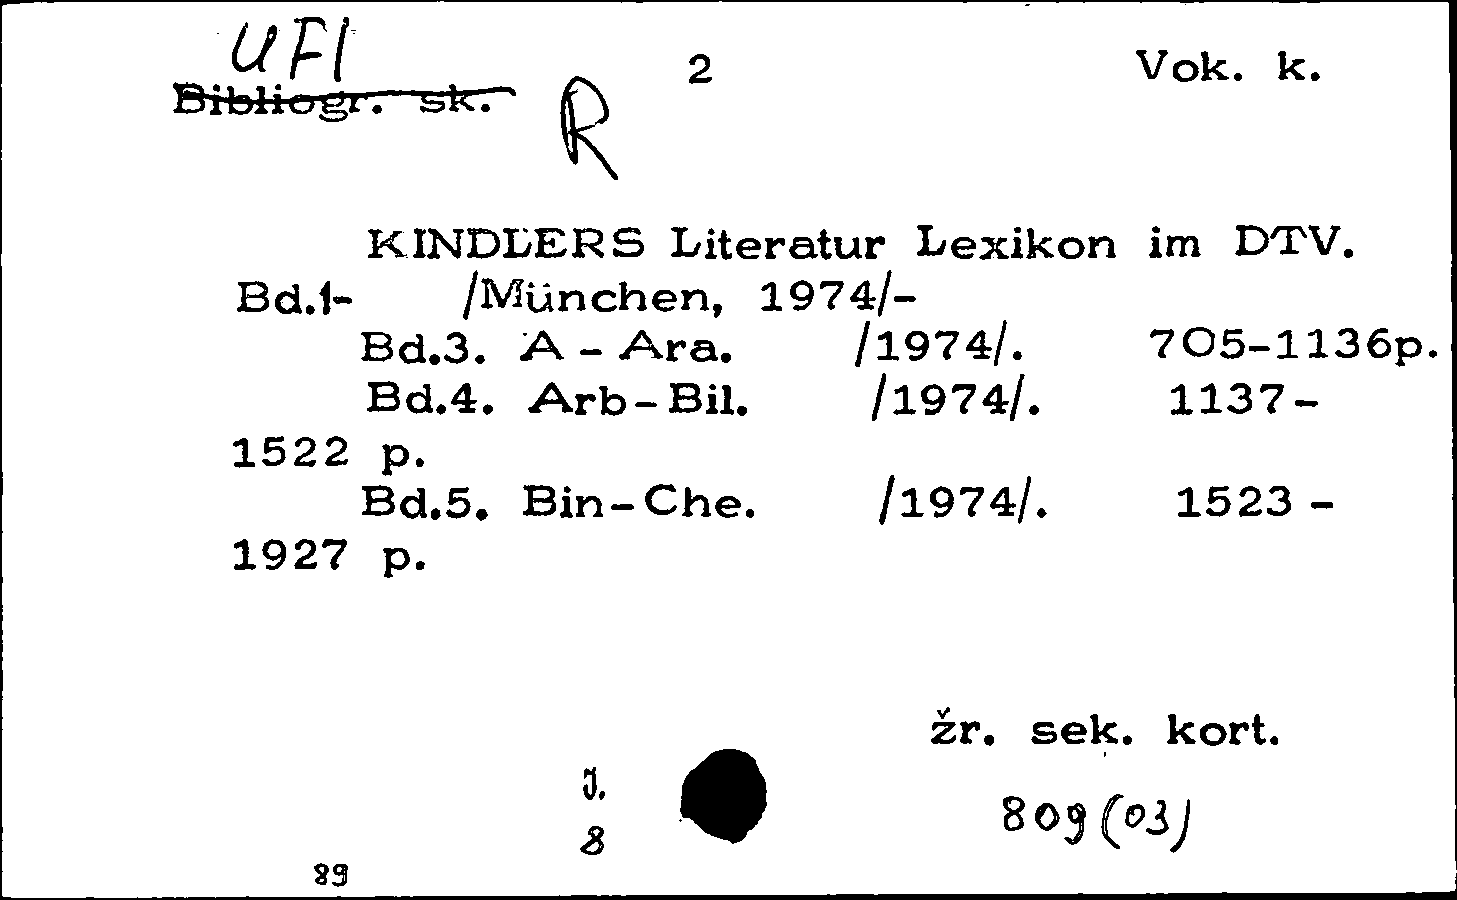 UFI
2 Vok. k.
Bibliogr. sk.
R
KINDLERS Literatur Lexikon im DTV.
Bd.1- /München, 1974/-
Bd.3. A - Ara. /1974/. 705-1136p.
Bd.4. Arb-Bil. /1974/. 1137-
1522 p.
Bd.5. Bin-Che. /1974/. 1523 -
1927 p.
žr. sek. kort.
J.
809(03)
8
89